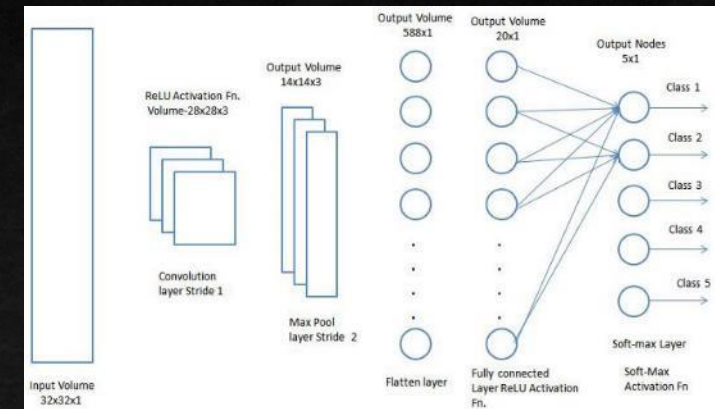 Input Volume
32x32x1
ReLU Activation Fn.
Volume-28x28x3
Convolution
layer Stride 1
Output Volume
14x14x3
Max Pool
layer Stride 2
Output Volume
588x1
Flatten layer
Output Volume
20x1
Fully connected
Layer ReLU Activation
Fn.
Output Nodes
5x1
Class 1
Class 2
Class 3
Class 4
Class 5
Soft-max Layer
Soft-Max
Activation Fn